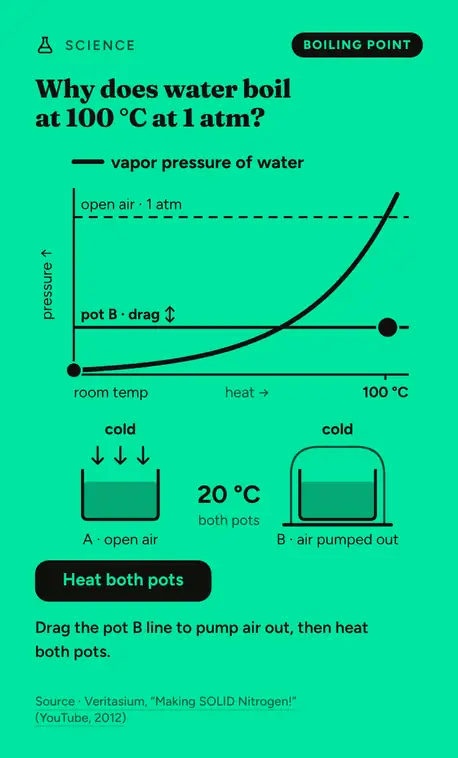 SCIENCE
BOILING POINT
Why does water boil
at 100 °C at 1 atm?
vapor pressure of water
open air · 1 atm
pressure ↑
pot B · drag ↕
room temp
heat →
100 °C
cold
cold
20 °C
both pots
A · open air
B · air pumped out
Heat both pots
Drag the pot B line to pump air out, then heat
both pots.
Source · Veritasium, “Making SOLID Nitrogen!”
(YouTube, 2012)